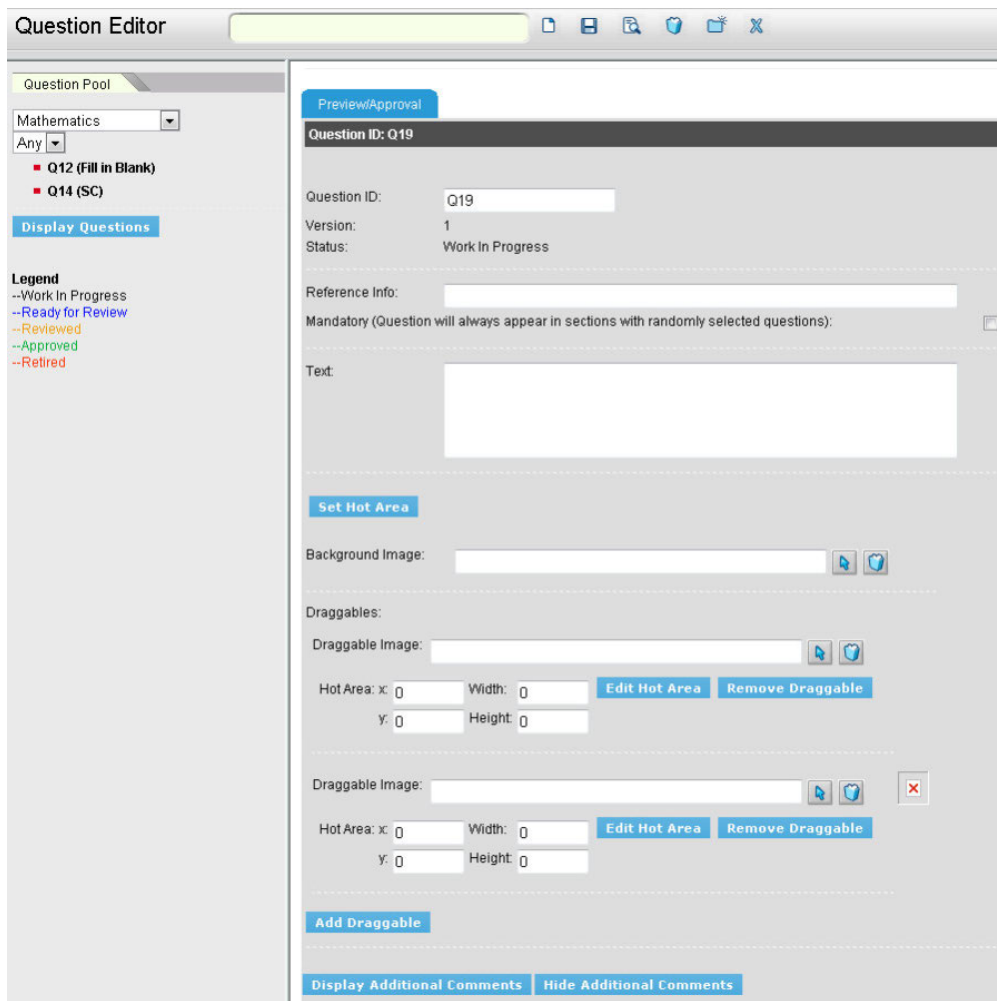 Question Editor
Question Pool
Mathematics
Any
Q12 (Fill in Blank)
Q14 (SC)
Display Questions
Legend
--Work In Progress
--Ready for Review
--Reviewed
--Approved
--Retired
Preview/Approval
Question ID: Q19
Question ID: Q19
Version: 1
Status: Work In Progress
Reference Info:
Mandatory (Question will always appear in sections with randomly selected questions):
Text:
Set Hot Area
Background Image:
Draggables:
Draggable Image:
Hot Area: x: 0 Width: 0 Edit Hot Area Remove Draggable
y: 0 Height: 0
Draggable Image:
Hot Area: x: 0 Width: 0 Edit Hot Area Remove Draggable
y: 0 Height: 0
Add Draggable
Display Additional Comments Hide Additional Comments